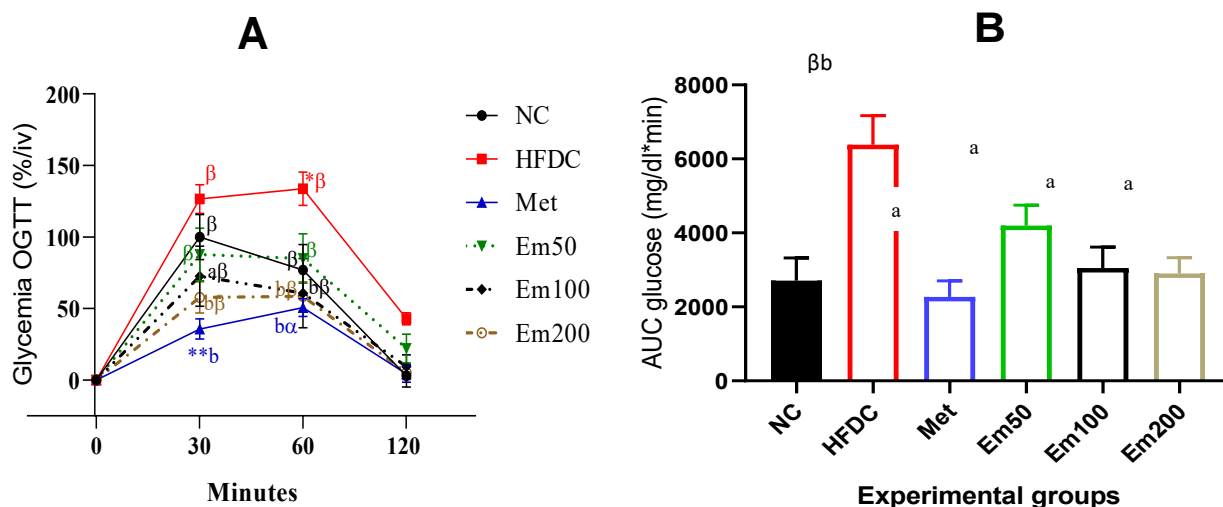 A
Glycemia OGTT (%/iv)
200
150
100
50
0
β
*β
β
β
β
β
aβ
bβ
bβ
bβ
**b
bα
0
30
60
120
Minutes
NC
HFDC
Met
Em50
Em100
Em200
B
AUC glucose (mg/dl*min)
8000
6000
4000
2000
0
βb
a
a
a
a
NC
HFDC
Met
Em50
Em100
Em200
Experimental groups